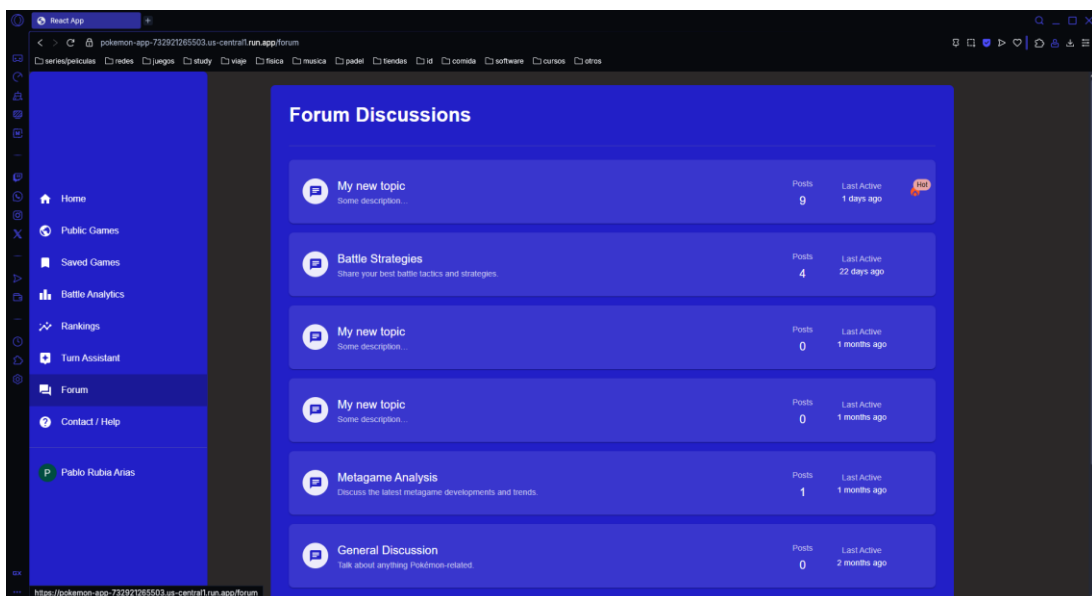 React App
pokemon-app-732921265503.us-central1.run.app/forum
series/peliculas redes juegos study viaje fisica musica padel tiendas id comida software cursos otros
Forum Discussions
Home
Public Games
Saved Games
Battle Analytics
Rankings
Turn Assistant
Forum
Contact / Help
P Pablo Rubia Arias
My new topic
Some description...
Posts
9
Last Active
1 days ago
Hot
Battle Strategies
Share your best battle tactics and strategies.
Posts
4
Last Active
22 days ago
My new topic
Some description...
Posts
0
Last Active
1 months ago
My new topic
Some description...
Posts
0
Last Active
1 months ago
Metagame Analysis
Discuss the latest metagame developments and trends.
Posts
1
Last Active
1 months ago
General Discussion
Talk about anything Pokémon-related.
Posts
0
Last Active
2 months ago
https://pokemon-app-732921265503.us-central1.run.app/forum